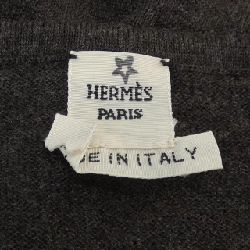 HERMÈS
PARIS
DE IN ITALY